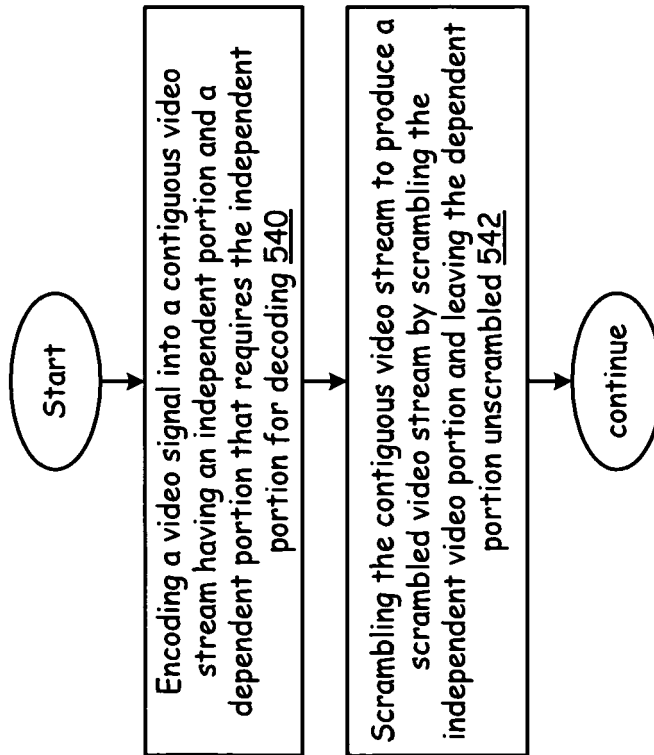 Start
Encoding a video signal into a contiguous video
stream having an independent portion and a
dependent portion that requires the independent
portion for decoding 540
Scrambling the contiguous video stream to produce a
scrambled video stream by scrambling the
independent video portion and leaving the dependent
portion unscrambled 542
continue